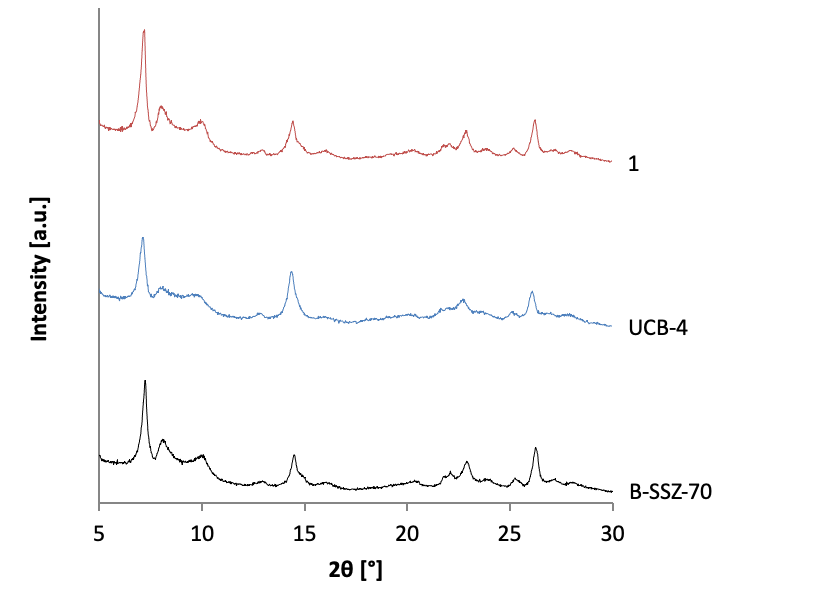 1
Intensity [a.u.]
UCB-4
B-SSZ-70
5 10 15 20 25 30
2θ [°]